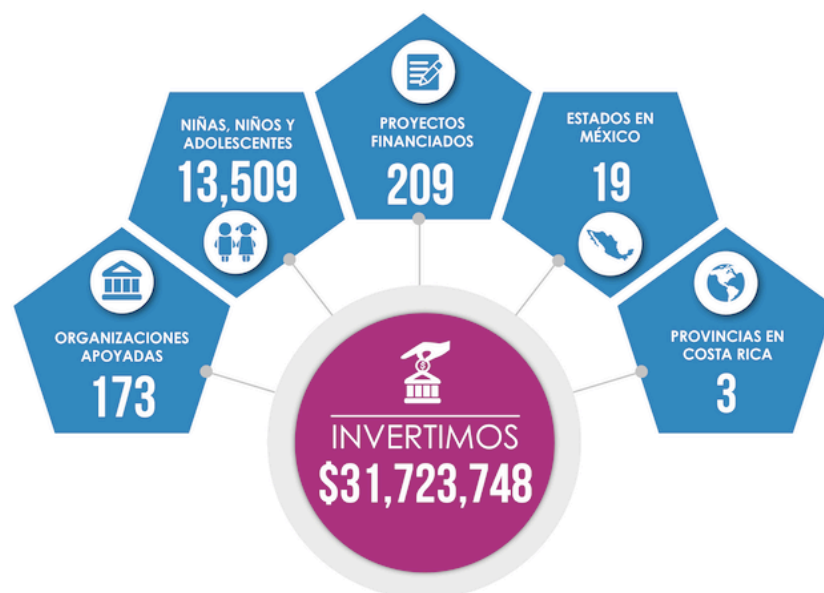 ORGANIZACIONES
APOYADAS
173
NIÑAS, NIÑOS Y
ADOLESCENTES
13,509
PROYECTOS
FINANCIADOS
209
ESTADOS EN
MÉXICO
19
PROVINCIAS EN
COSTA RICA
3
$
INVERTIMOS
$31,723,748